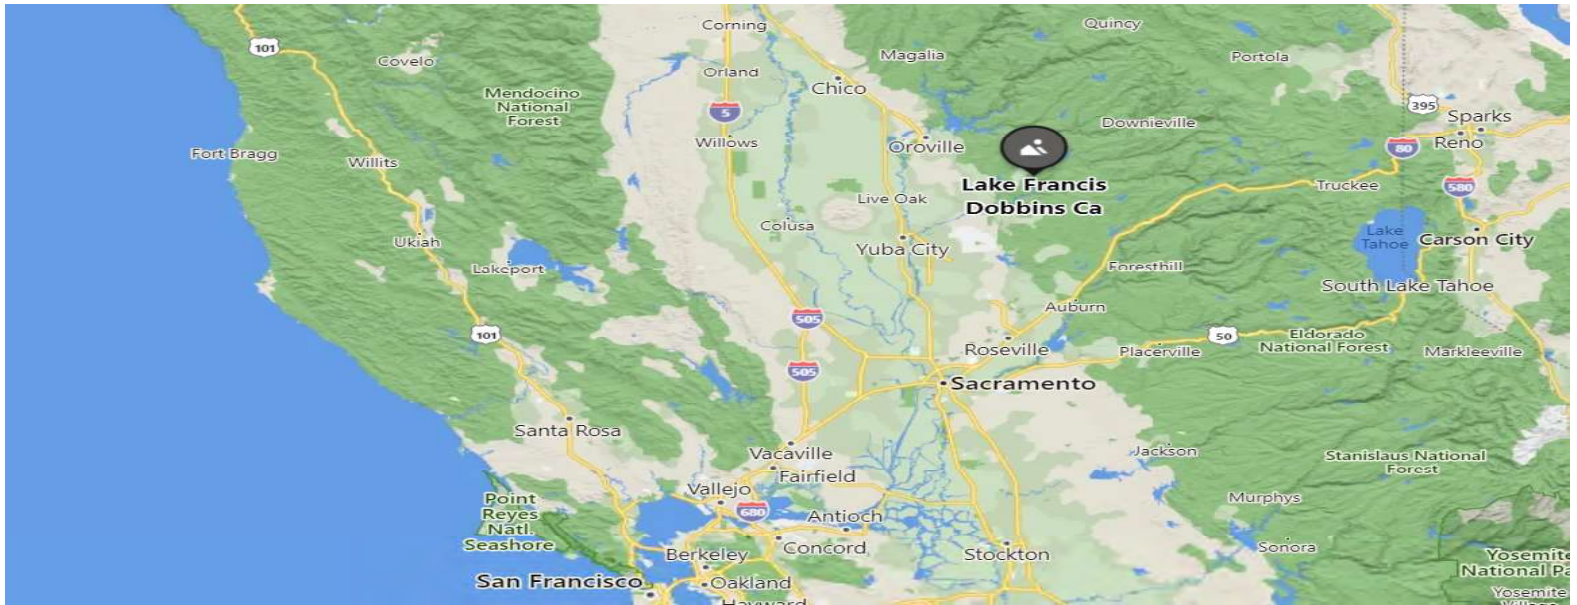 Corning
Quincy
101
Covelo
Magalia
Portola
Orland
Chico
Mendocino
National
Forest
5
395
Downieville
Sparks
Fort Bragg
Willits
Willows
Oroville
80
Reno
Lake Francis
Dobbins Ca
Truckee
580
Live Oak
Colusa
Ukiah
Yuba City
Lake
Tahoe
Carson City
Lakeport
Foresthill
South Lake Tahoe
Auburn
505
101
50
Eldorado
National Forest
Roseville
Placerville
Markleeville
505
Sacramento
Santa Rosa
Vacaville
Jackson
Stanislaus National
Forest
Fairfield
Vallejo
Point
Reyes
Natl.
Seashore
680
Antioch
Murphys
Concord
Berkeley
Stockton
Sonora
Yosemite
National Pa
San Francisco
Oakland
Yosemite
Village
Hayward